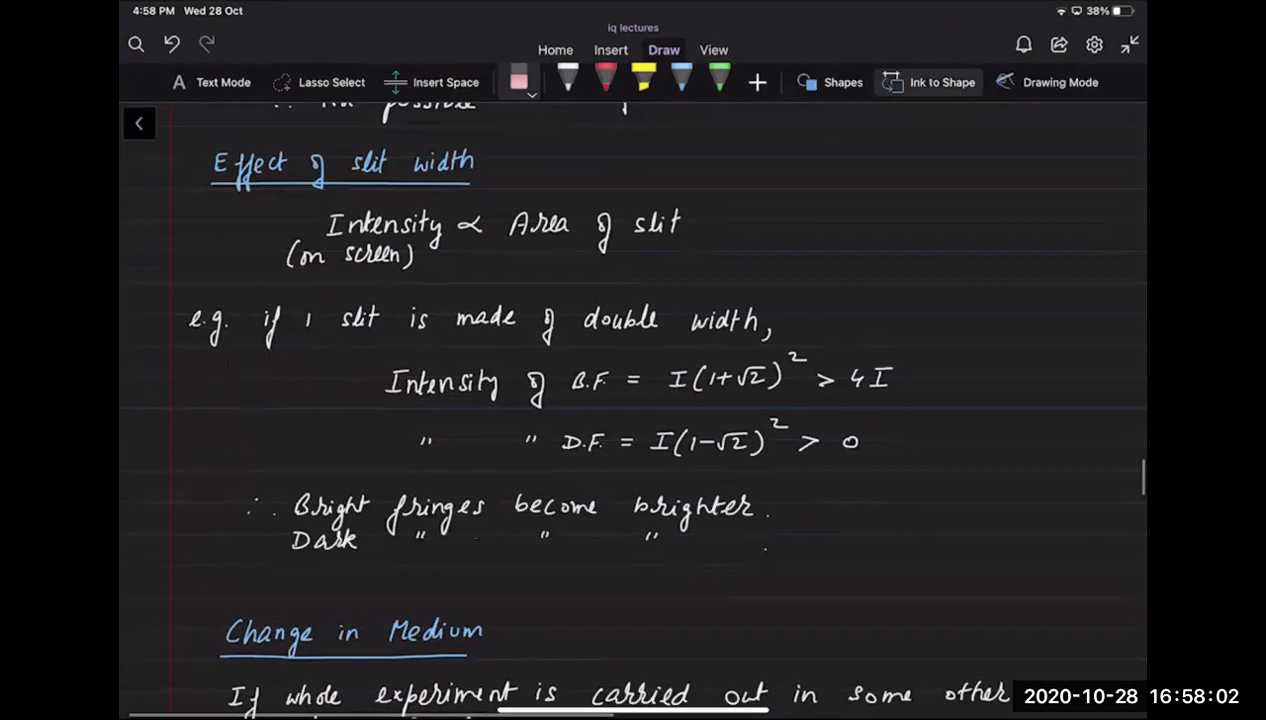 4:58 PM Wed 28 Oct
38%
iq lectures
Home Insert Draw View
Text Mode Lasso Select Insert Space Shapes Ink to Shape Drawing Mode
possible
Effect of slit width
Intensity ∝ Area of slit
(on screen)
e.g. if 1 slit is made of double width,
Intensity of B.F. = I(1+√2)² > 4I
" " D.F. = I(1-√2)² > 0
∴ Bright fringes become brighter.
Dark " " " .
Change in Medium
If whole experiment is carried out in some other
2020-10-28 16:58:02